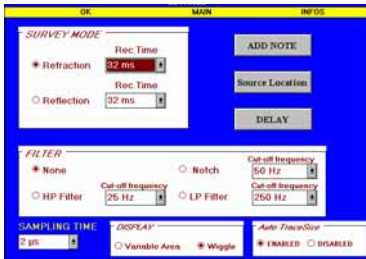 OK MAIN INFOS
SURVEY MODE
Rec.Time
Refraction 32 ms
Rec.Time
Reflection 32 ms
ADD NOTE
Source Location
DELAY
FILTER
None Notch Cut-off frequency 50 Hz
HP Filter Cut-off frequency 25 Hz LP Filter Cut-off frequency 250 Hz
SAMPLING TIME
2 µs
DISPLAY
Variable Area Wiggle
Auto TraceSize
ENABLED DISABLED